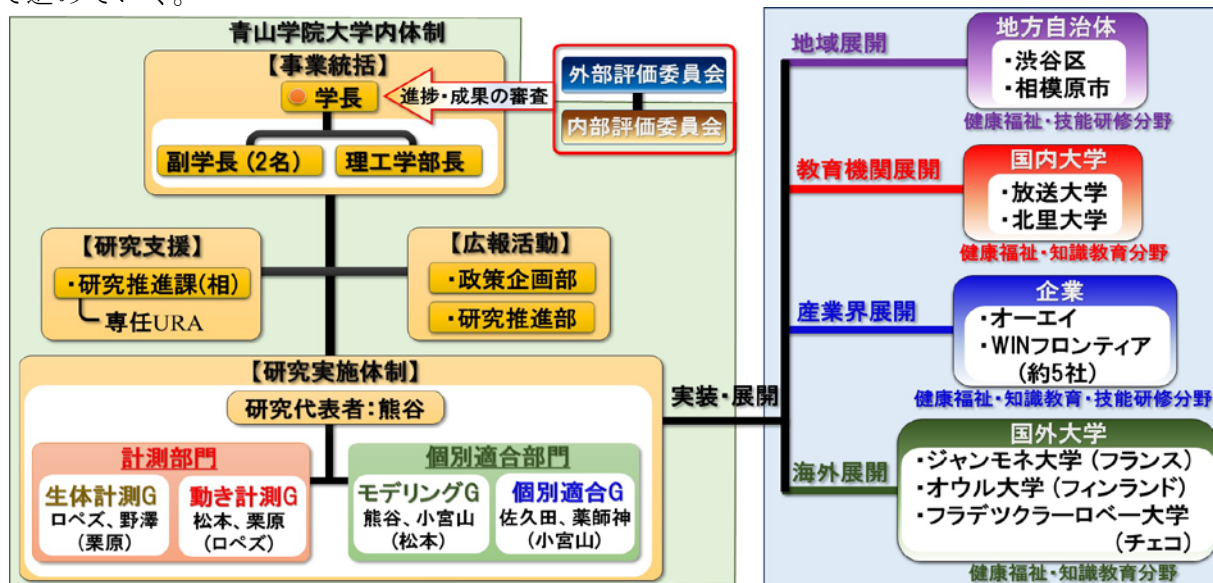 て進めていく。
青山学院大学内体制
【事業統括】
学長
進捗・成果の審査
外部評価委員会
内部評価委員会
副学長(2名)
理工学部長
【研究支援】
・研究推進課(相)
専任URA
【広報活動】
・政策企画部
・研究推進部
【研究実施体制】
研究代表者:熊谷
計測部門
生体計測G
ロペズ、野澤
(栗原)
動き計測G
松本、栗原
(ロペズ)
個別適合部門
モデリングG
熊谷、小宮山
(松本)
個別適合G
佐久田、薬師神
(小宮山)
実装・展開
地域展開
地方自治体
・渋谷区
・相模原市
健康福祉・技能研修分野
教育機関展開
国内大学
・放送大学
・北里大学
健康福祉・知識教育分野
産業界展開
企業
・オーエイ
・WINフロンティア
(約5社)
健康福祉・知識教育・技能研修分野
海外展開
国外大学
・ジャンモネ大学(フランス)
・オウル大学(フィンランド)
・フラデツクラーロベー大学
(チェコ)
健康福祉・知識教育分野